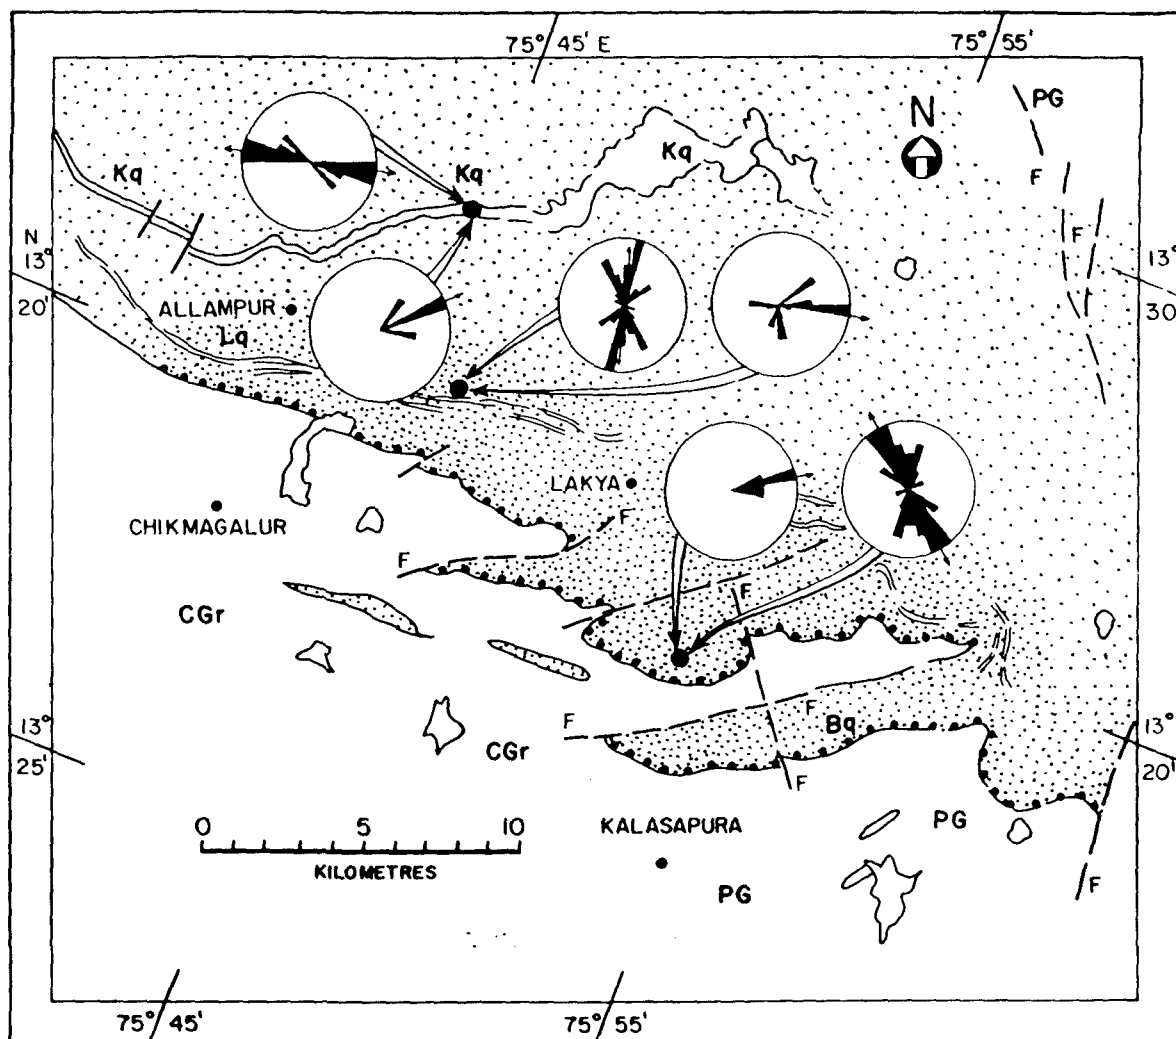 75° 45' E
75° 55'
PG
N
Kq
Kq
Kq
F
F
N
13°
20'
13°
30'
ALLAMPUR
Lq
LAKYA
CHIKMAGALUR
F
F
F
CGr
F
F
Bq
13°
25'
13°
20'
CGr
F
0 5 10
KILOMETRES
KALASAPURA
PG
PG
F
75° 45'
75° 55'